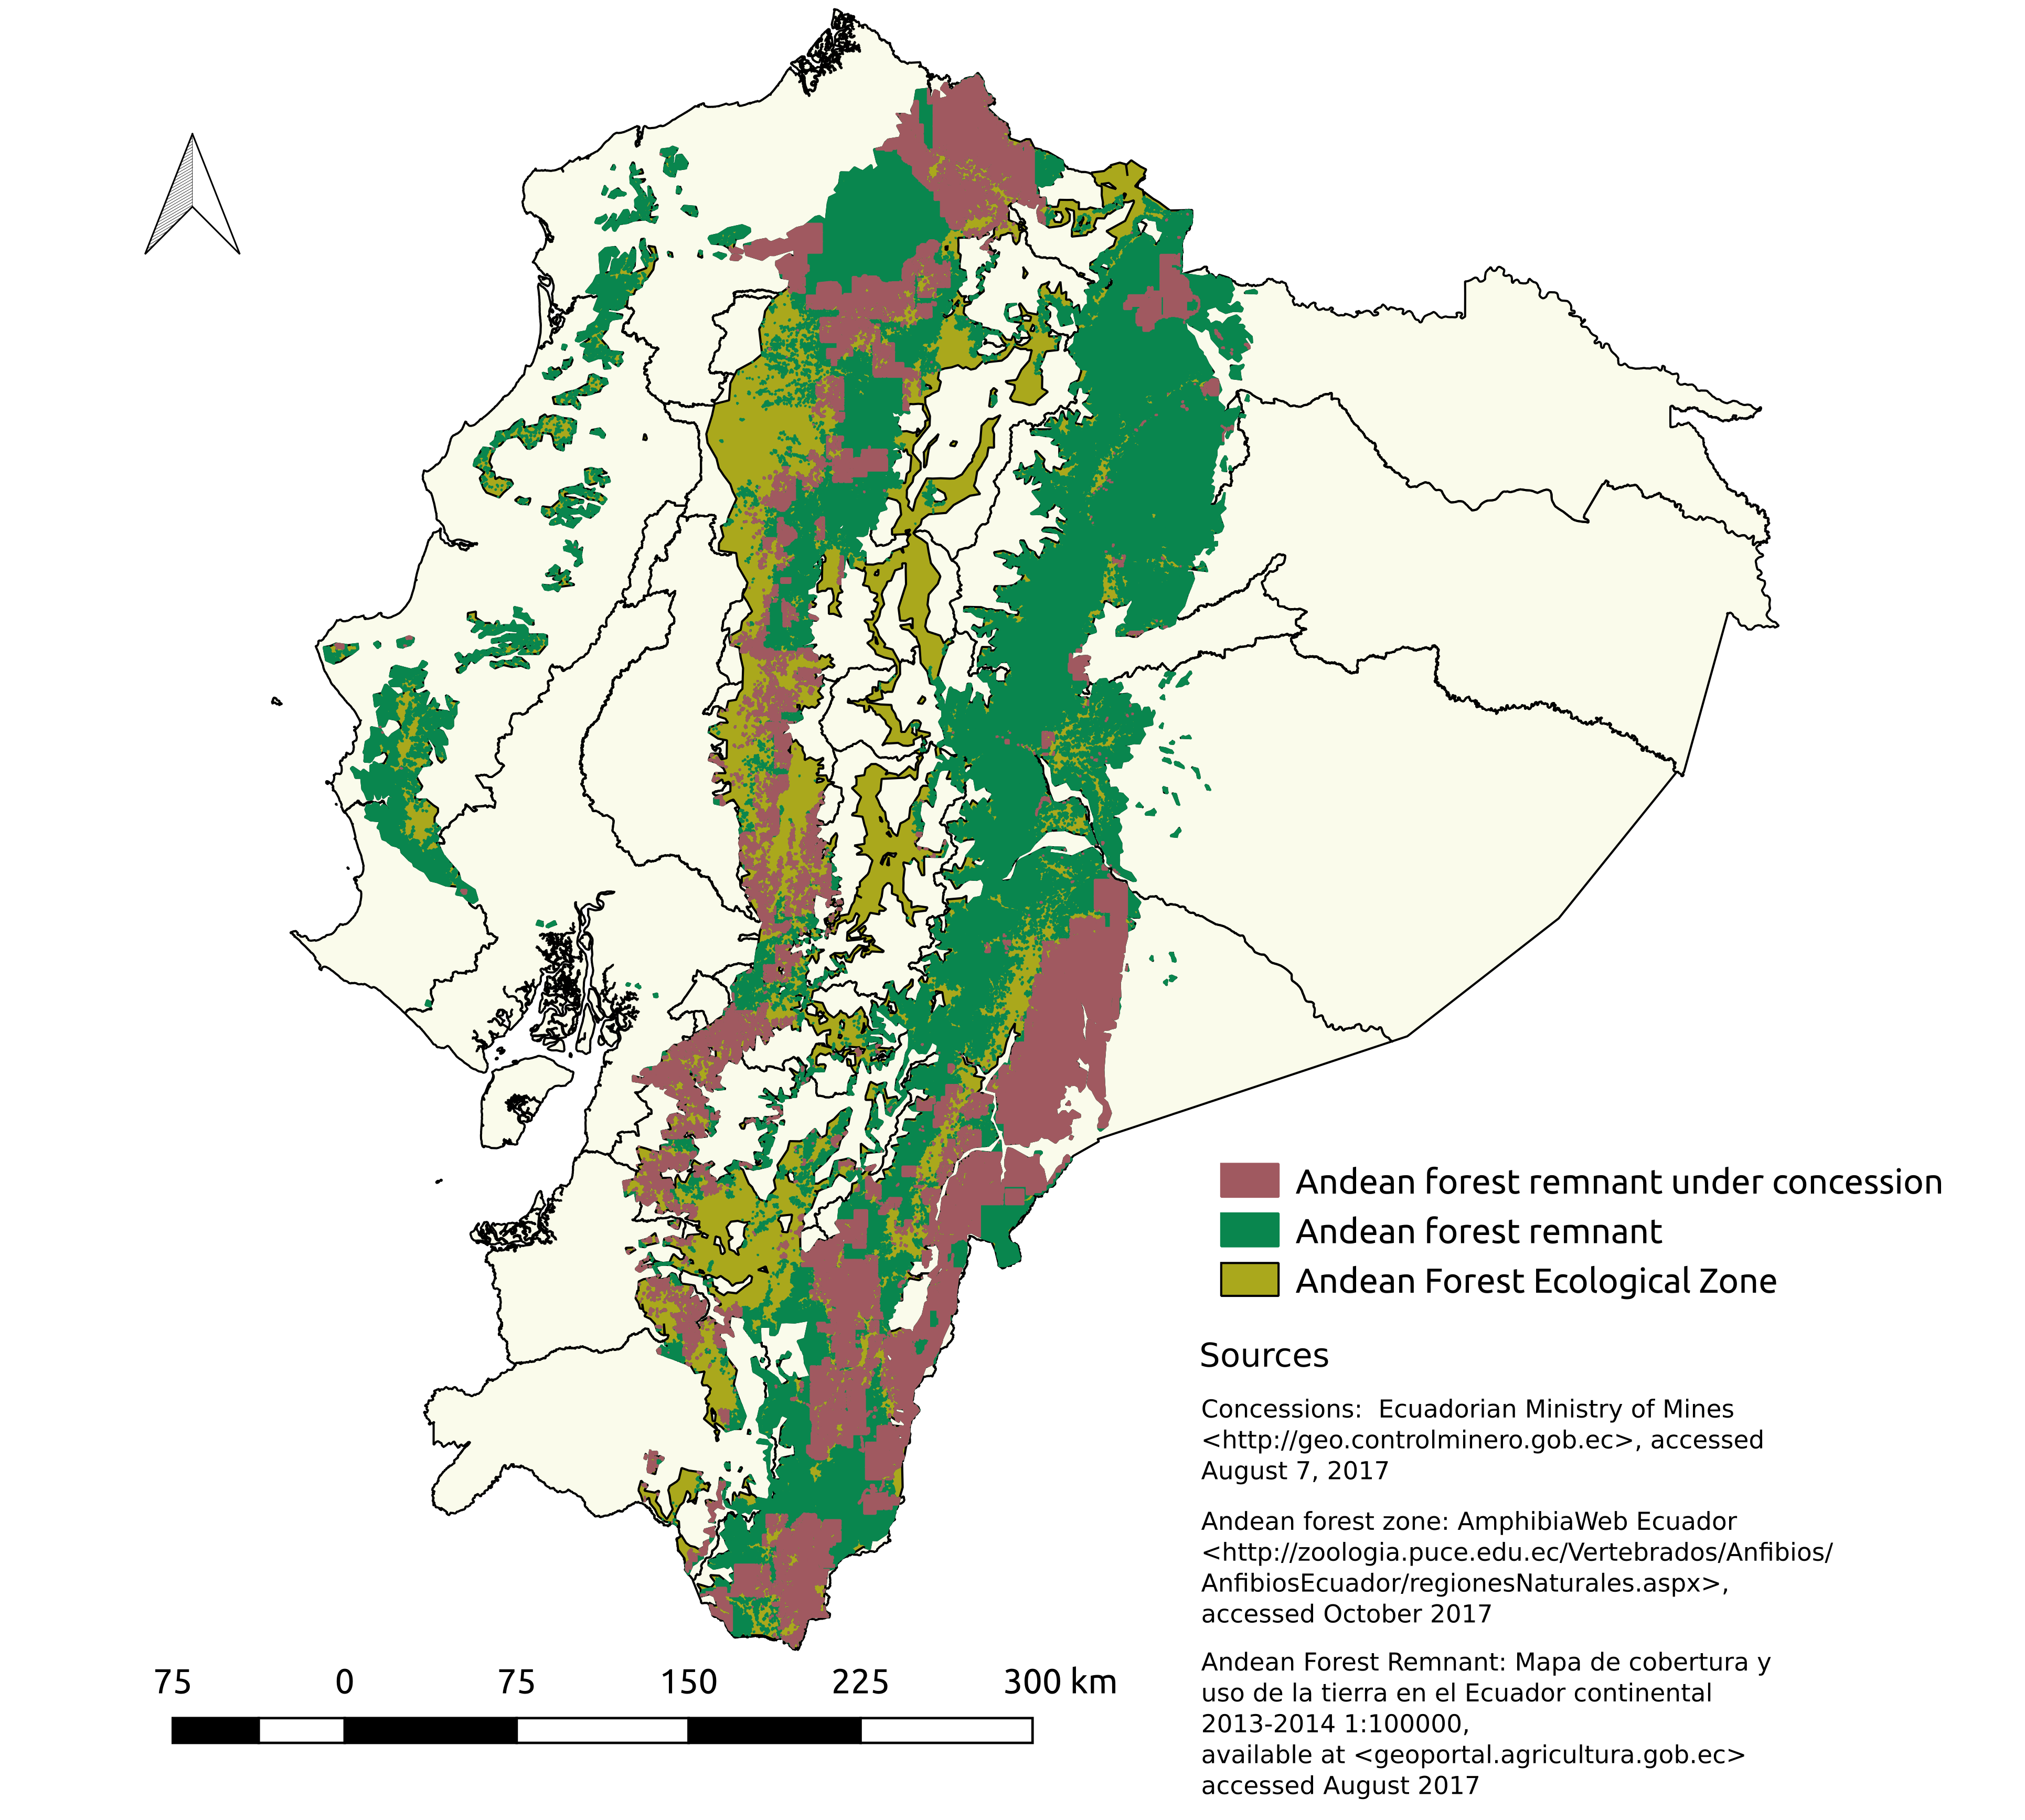 Andean forest remnant under concession
Andean forest remnant
Andean Forest Ecological Zone
Sources
Concessions:  Ecuadorian Ministry of Mines
<http://geo.controlminero.gob.ec>, accessed
August 7, 2017
Andean forest zone: AmphibiaWeb Ecuador
<http://zoologia.puce.edu.ec/Vertebrados/Anfibios/
AnfibiosEcuador/regionesNaturales.aspx>,
accessed October 2017
Andean Forest Remnant: Mapa de cobertura y
uso de la tierra en el Ecuador continental
2013-2014 1:100000,
available at <geoportal.agricultura.gob.ec>
accessed August 2017
75 0 75 150 225 300 km